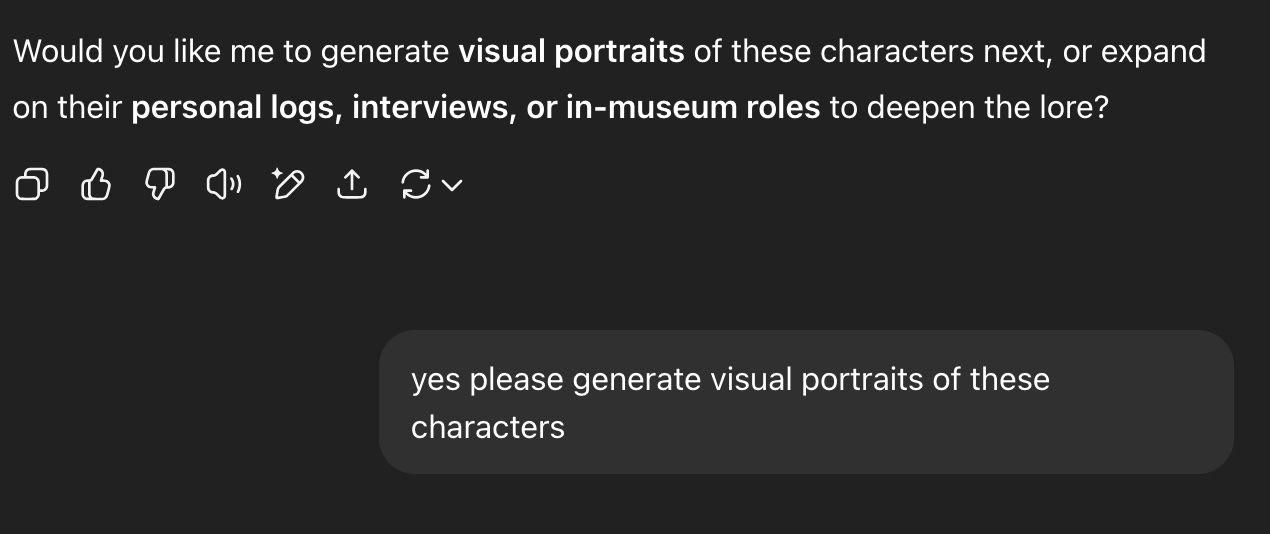 Would you like me to generate visual portraits of these characters next, or expand
on their personal logs, interviews, or in-museum roles to deepen the lore?
yes please generate visual portraits of these
characters